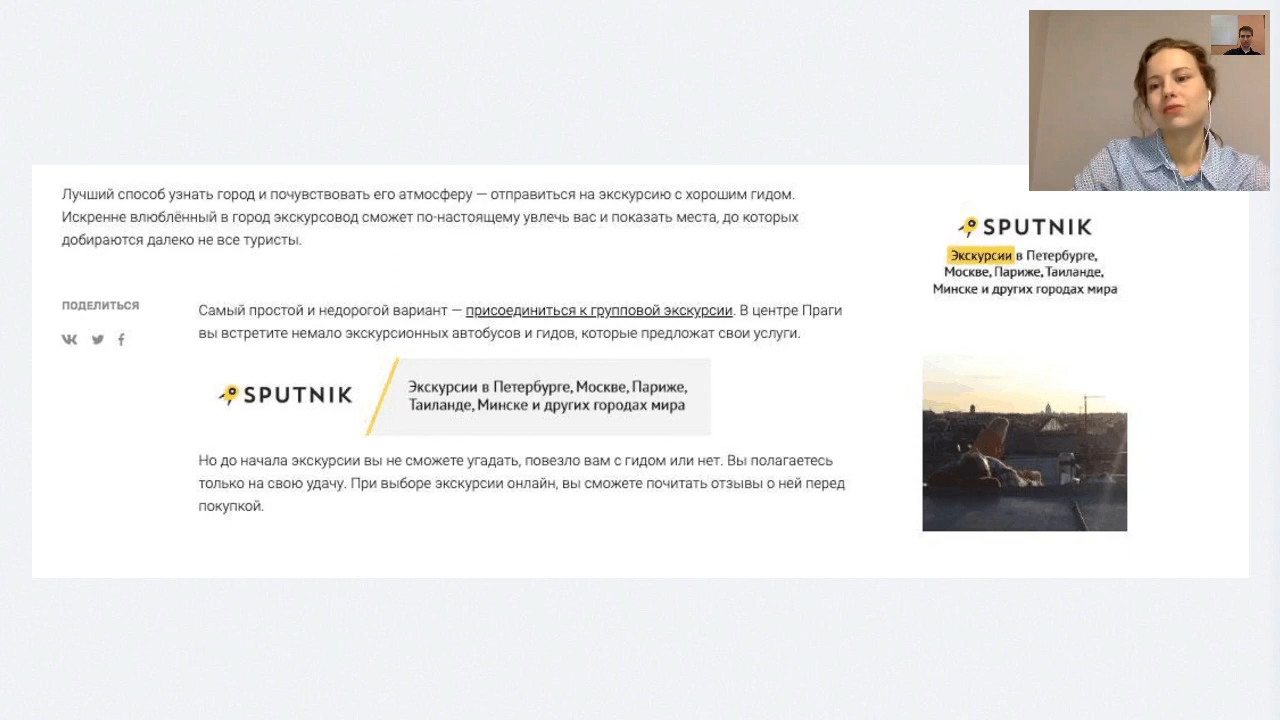 Лучший способ узнать город и почувствовать его атмосферу — отправиться на экскурсию с хорошим гидом.
Искренне влюблённый в город экскурсовод сможет по-настоящему увлечь вас и показать места, до которых
добираются далеко не все туристы.
ПОДЕЛИТЬСЯ
Самый простой и недорогой вариант — присоединиться к групповой экскурсии. В центре Праги
вы встретите немало экскурсионных автобусов и гидов, которые предложат свои услуги.
SPUTNIK
Экскурсии в Петербурге, Москве, Париже,
Таиланде, Минске и других городах мира
Но до начала экскурсии вы не сможете угадать, повезло вам с гидом или нет. Вы полагаетесь
только на свою удачу. При выборе экскурсии онлайн, вы сможете почитать отзывы о ней перед
покупкой.
SPUTNIK
Экскурсии в Петербурге,
Москве, Париже, Таиланде,
Минске и других городах мира